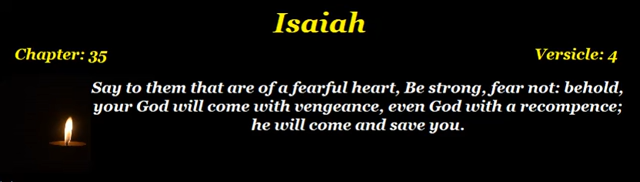 Isaiah
Chapter: 35
Versicle: 4
Say to them that are of a fearful heart, Be strong, fear not: behold,
your God will come with vengeance, even God with a recompence;
he will come and save you.